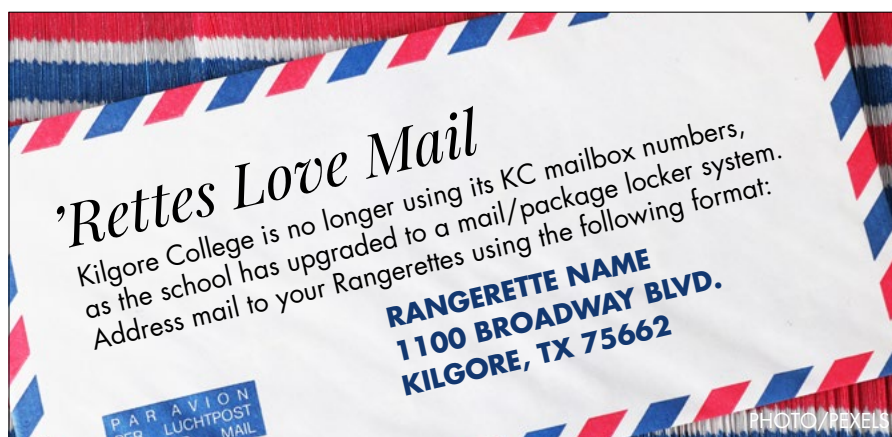 ’Rettes Love Mail
Kilgore College is no longer using its KC mailbox numbers,
as the school has upgraded to a mail/package locker system.
Address mail to your Rangerettes using the following format:
RANGERETTE NAME
1100 BROADWAY BLVD.
KILGORE, TX 75662
PAR AVION
PER LUCHTPOST
MAIL
PHOTO/PEXELS